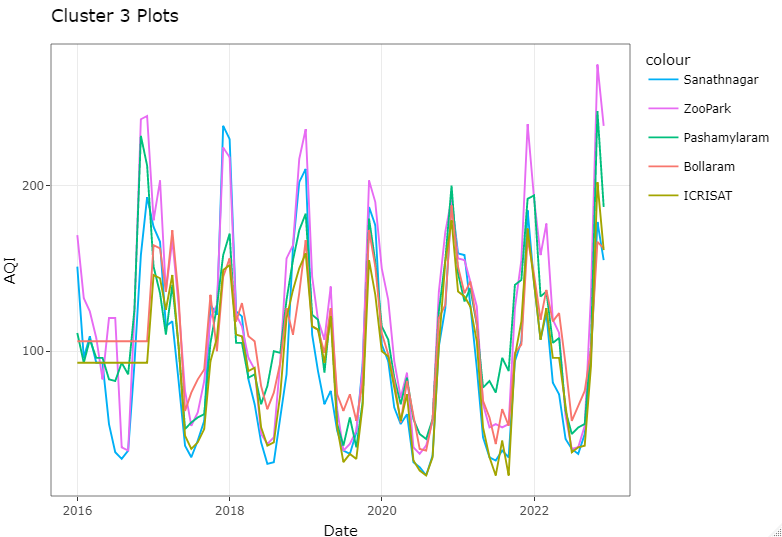 Cluster 3 Plots
colour
Sanathnagar
ZooPark
Pashamylaram
Bollaram
ICRISAT
AQI
200
100
2016 2018 2020 2022
Date